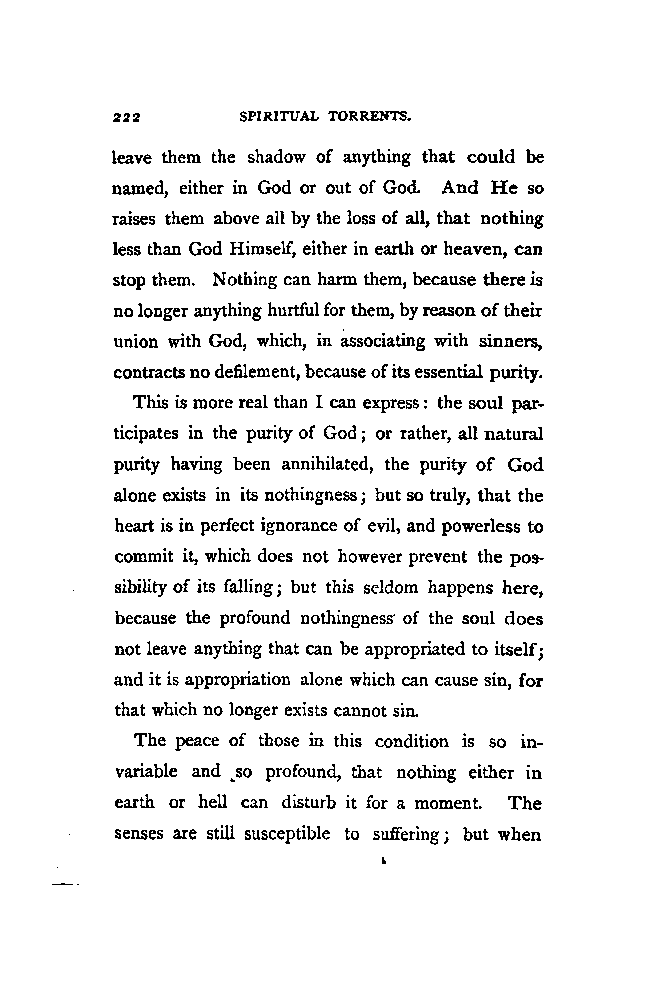 222 SPIRITUAL TORRENTS.
leave them the shadow of anything that could be
named, either in God or out of God. And He so
raises them above all by the loss of all, that nothing
less than God Himself, either in earth or heaven, can
stop them. Nothing can harm them, because there is
no longer anything hurtful for them, by reason of their
union with God, which, in associating with sinners,
contracts no defilement, because of its essential purity.
This is more real than I can express: the soul par-
ticipates in the purity of God; or rather, all natural
purity having been annihilated, the purity of God
alone exists in its nothingness; but so truly, that the
heart is in perfect ignorance of evil, and powerless to
commit it, which does not however prevent the pos-
sibility of its falling; but this seldom happens here,
because the profound nothingness of the soul does
not leave anything that can be appropriated to itself;
and it is appropriation alone which can cause sin, for
that which no longer exists cannot sin.
The peace of those in this condition is so in-
variable and so profound, that nothing either in
earth or hell can disturb it for a moment. The
senses are still susceptible to suffering; but when